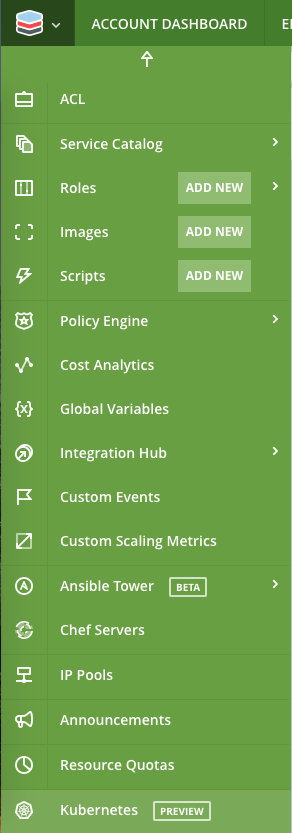 ACCOUNT DASHBOARD
ACL
Service Catalog
Roles ADD NEW
Images ADD NEW
Scripts ADD NEW
Policy Engine
Cost Analytics
Global Variables
Integration Hub
Custom Events
Custom Scaling Metrics
Ansible Tower BETA
Chef Servers
IP Pools
Announcements
Resource Quotas
Kubernetes PREVIEW